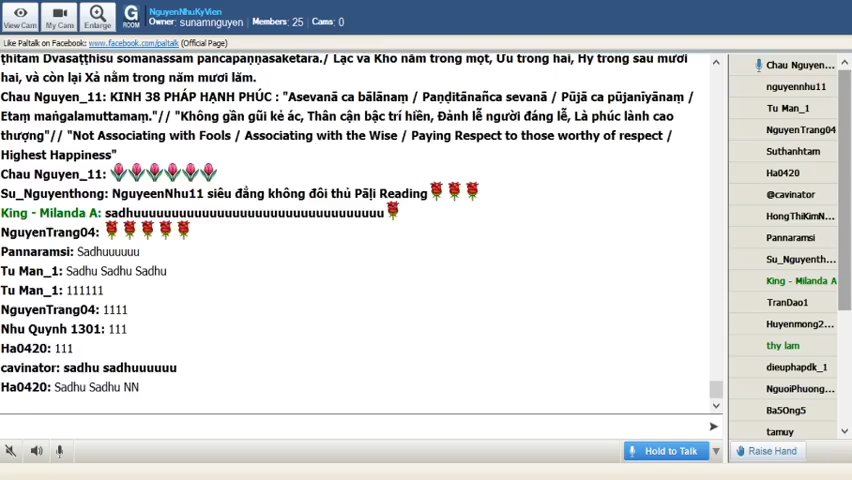 View Cam
My Cam
Enlarge
G
ROOM
NguyenNhuKyVien
Owner: sunamnguyen Members: 25 Cams: 0
Like Paltalk on Facebook: www.facebook.com/paltalk (Official Page)
ṭhitaṃ Dvāsaṭṭhīsu somanassaṃ pañcapaṇṇāsaketarā./ Lạc và Khổ nằm trong một, Ưu trong hai, Hỷ trong sáu mươi
hai, và còn lại Xả nằm trong năm mươi lăm.
Chau Nguyen_11: KINH 38 PHÁP HẠNH PHÚC : "Asevanā ca bālānaṃ / Paṇḍitānañca sevanā / Pūjā ca pūjanīyānaṃ /
Etaṃ maṅgalamuttamaṃ."// "Không gần gũi kẻ ác, Thân cận bậc trí hiền, Đảnh lễ người đáng lễ, Là phúc lành cao
thượng"// "Not Associating with Fools / Associating with the Wise / Paying Respect to those worthy of respect /
Highest Happiness"
Chau Nguyen_11:
Su_Nguyenthong: NguyeenNhu11 siêu đẳng không đôi thủ Pāḷi Reading
King - Milanda A: sadhuuuuuuuuuuuuuuuuuuuuuuuuuuuuuuuuu
NguyenTrang04:
Pannaramsi: Sadhuuuuuu
Tu Man_1: Sadhu Sadhu Sadhu
Tu Man_1: 111111
NguyenTrang04: 1111
Nhu Quynh 1301: 111
Ha0420: 111
cavinator: sadhu sadhuuuuuu
Ha0420: Sadhu Sadhu NN
Hold to Talk
Chau Nguyen...
nguyennhu11
Tu Man_1
NguyenTrang04
Suthanhtam
Ha0420
@cavinator
HongThiKimN...
Pannaramsi
Su_Nguyenth...
King - Milanda A
TranDao1
Huyenmong2...
thy lam
dieuphapdk_1
NguoiPhuong...
Ba5Ong5
tamuy
Raise Hand